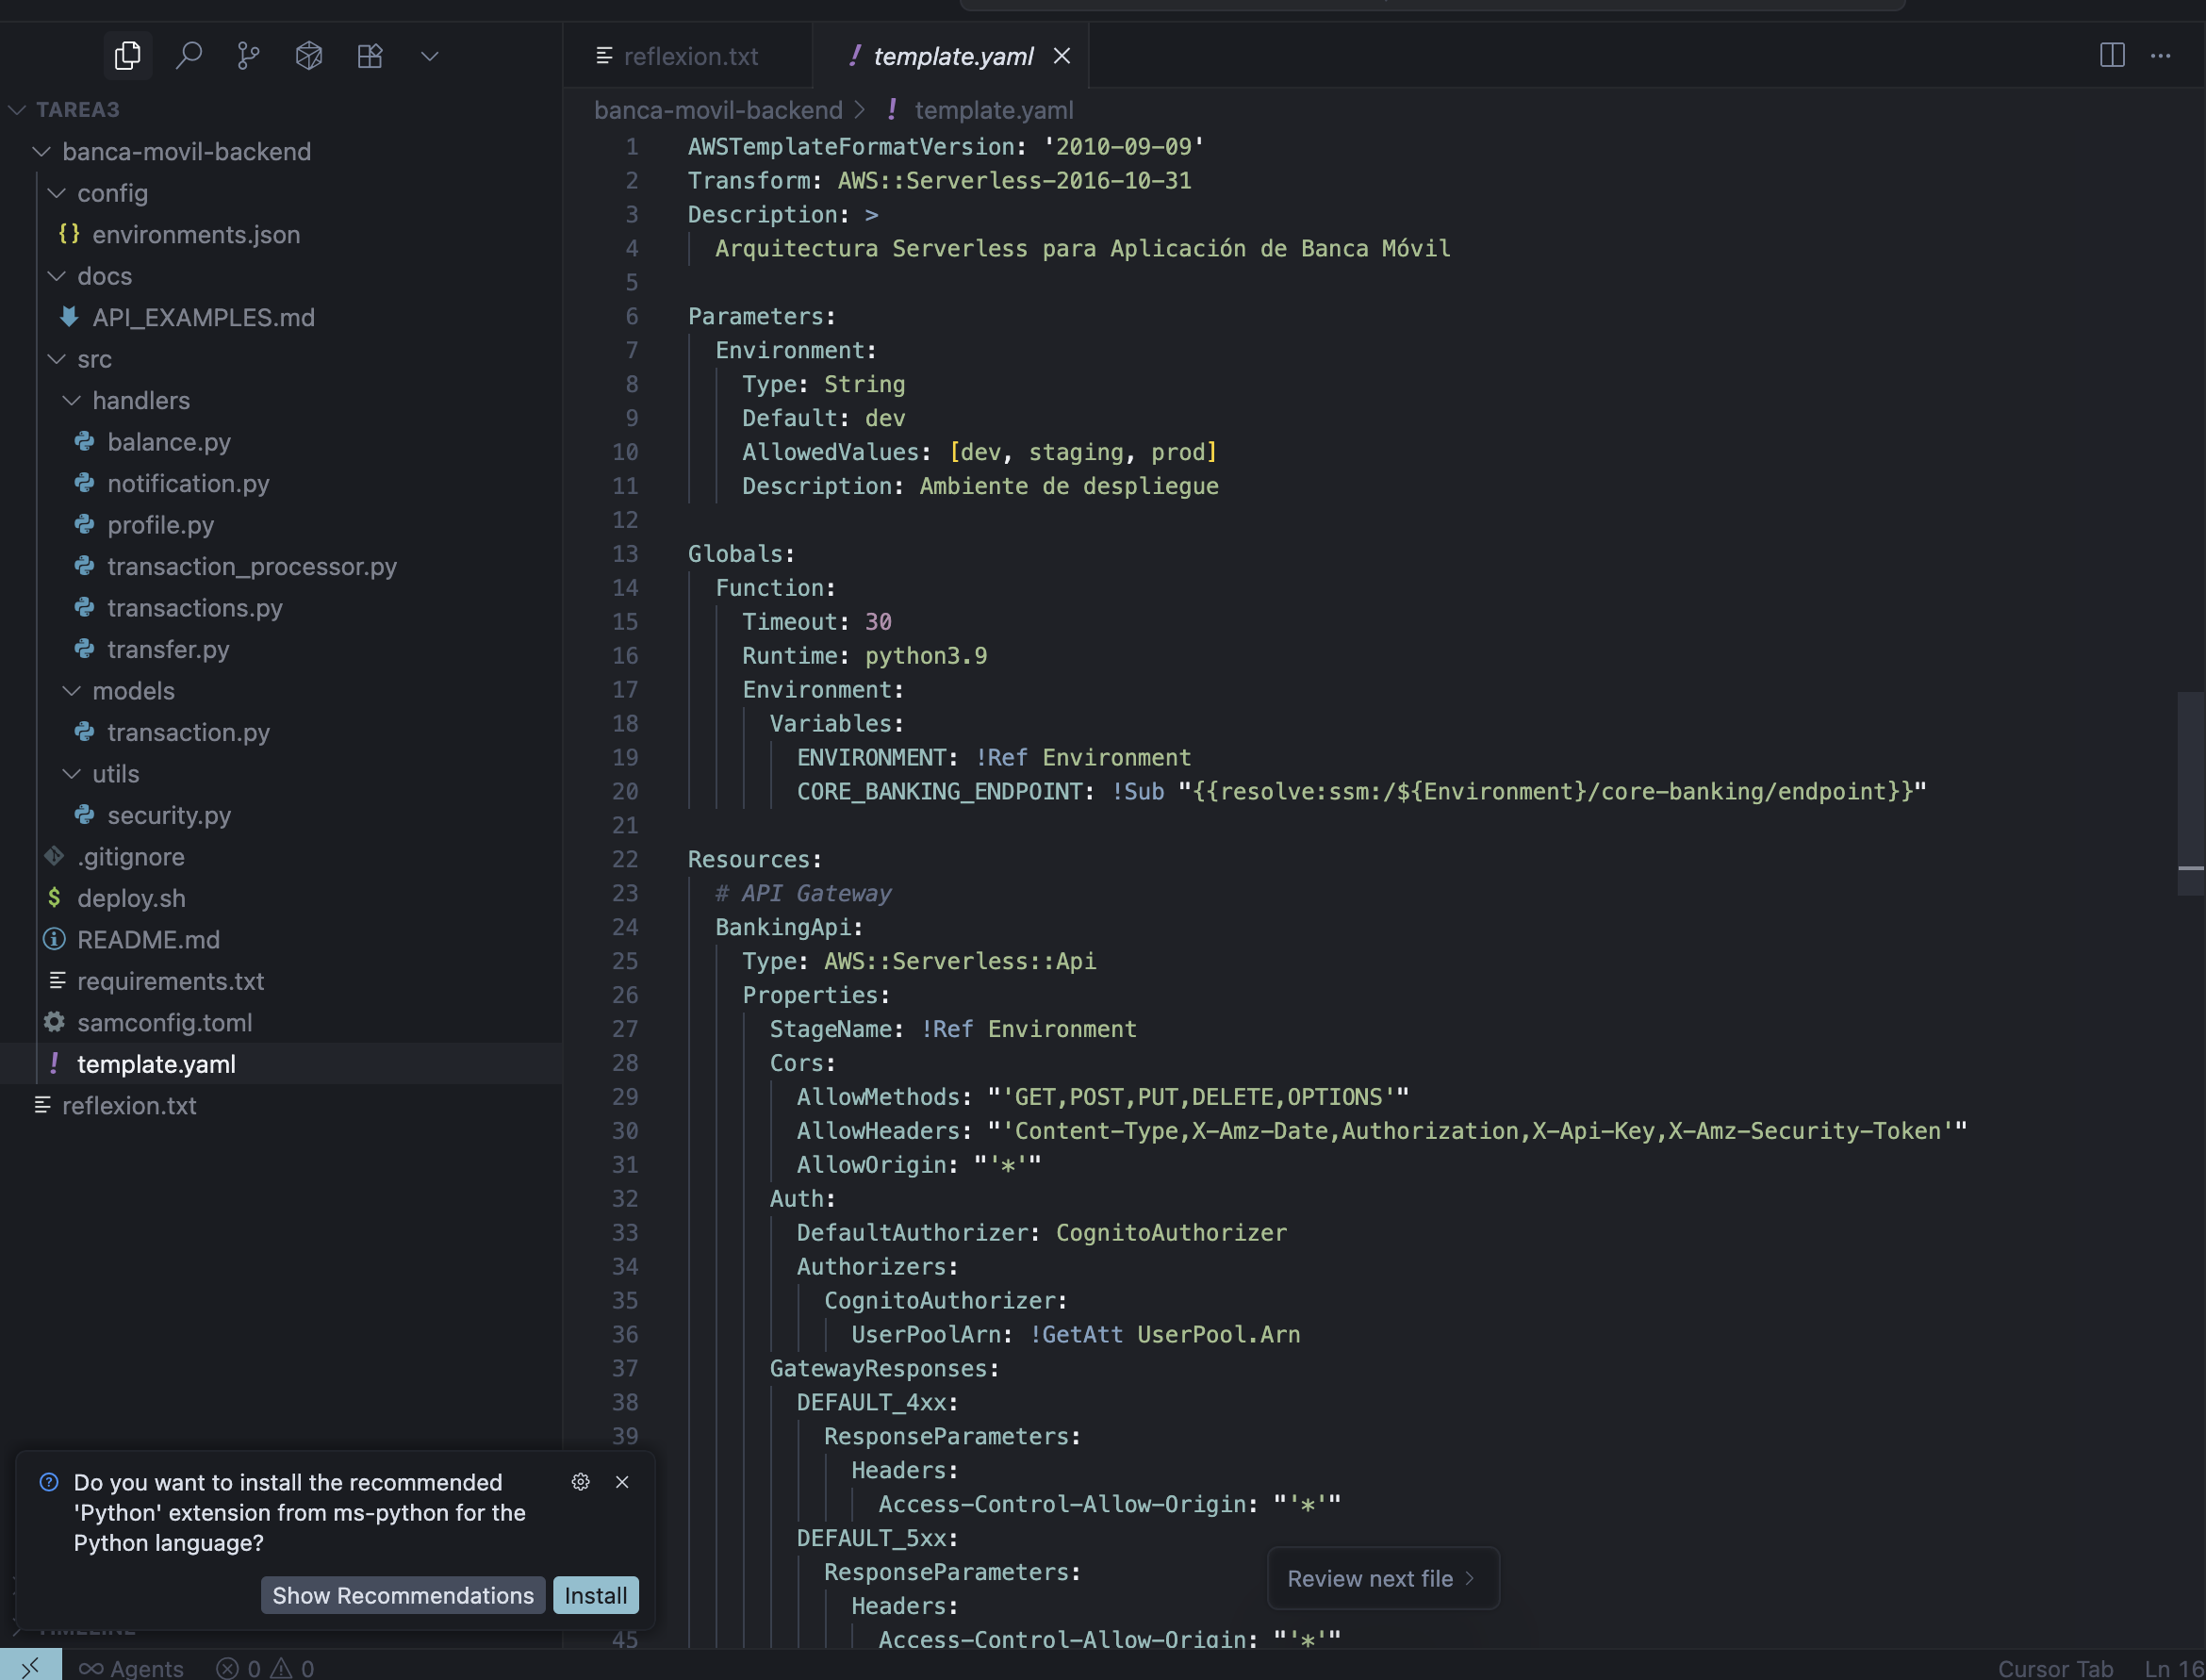 reflexion.txt
! template.yaml
TAREA3
banca-movil-backend
config
{} environments.json
docs
API_EXAMPLES.md
src
handlers
balance.py
notification.py
profile.py
transaction_processor.py
transactions.py
transfer.py
models
transaction.py
utils
security.py
.gitignore
$ deploy.sh
README.md
requirements.txt
samconfig.toml
! template.yaml
reflexion.txt
banca-movil-backend > ! template.yaml
1 AWSTemplateFormatVersion: '2010-09-09'
2 Transform: AWS::Serverless-2016-10-31
3 Description: >
4 Arquitectura Serverless para Aplicación de Banca Móvil
5
6 Parameters:
7 Environment:
8 Type: String
9 Default: dev
10 AllowedValues: [dev, staging, prod]
11 Description: Ambiente de despliegue
12
13 Globals:
14 Function:
15 Timeout: 30
16 Runtime: python3.9
17 Environment:
18 Variables:
19 ENVIRONMENT: !Ref Environment
20 CORE_BANKING_ENDPOINT: !Sub "{{resolve:ssm:/${Environment}/core-banking/endpoint}}"
21
22 Resources:
23 # API Gateway
24 BankingApi:
25 Type: AWS::Serverless::Api
26 Properties:
27 StageName: !Ref Environment
28 Cors:
29 AllowMethods: "'GET,POST,PUT,DELETE,OPTIONS'"
30 AllowHeaders: "'Content-Type,X-Amz-Date,Authorization,X-Api-Key,X-Amz-Security-Token'"
31 AllowOrigin: "'*'"
32 Auth:
33 DefaultAuthorizer: CognitoAuthorizer
34 Authorizers:
35 CognitoAuthorizer:
36 UserPoolArn: !GetAtt UserPool.Arn
37 GatewayResponses:
38 DEFAULT_4xx:
39 ResponseParameters:
Headers:
Access-Control-Allow-Origin: "'*'"
DEFAULT_5xx:
ResponseParameters:
Headers:
45 Access-Control-Allow-Origin: "'*'"
Do you want to install the recommended
'Python' extension from ms-python for the
Python language?
Show Recommendations
Install
TIMELINE
Review next file >
Agents
0
0
Cursor Tab
Ln 16